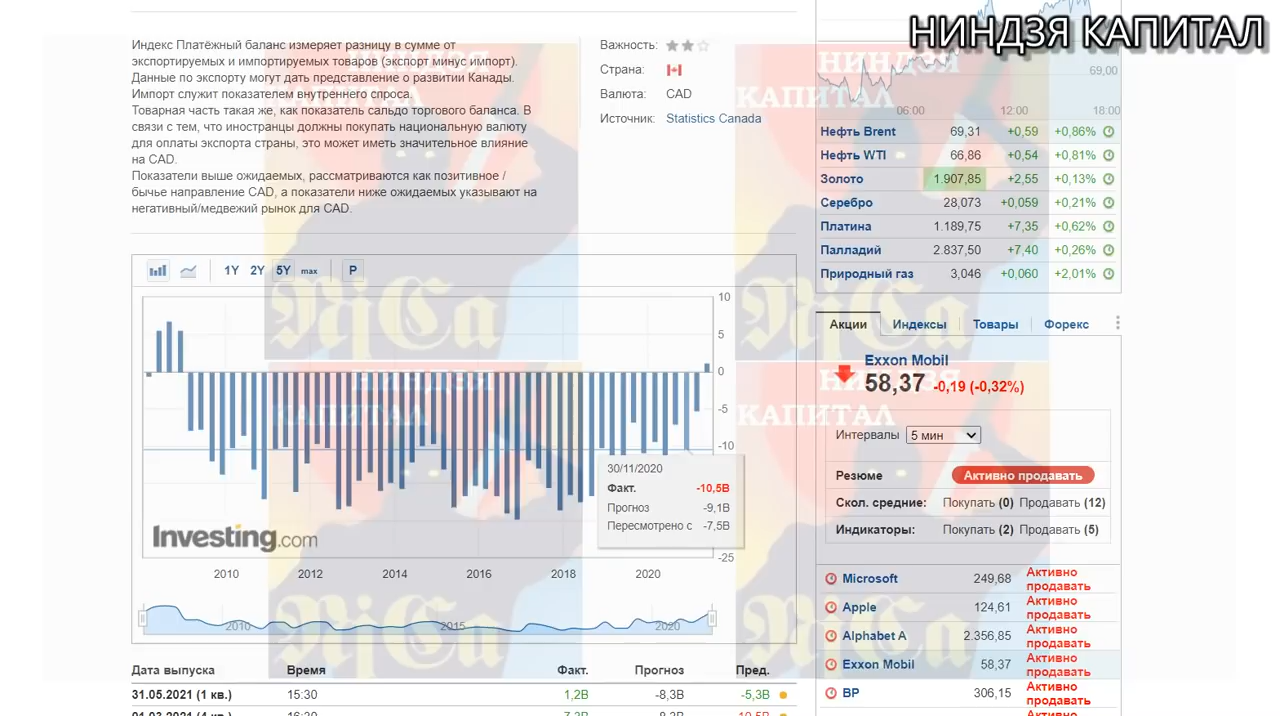 НИНДЗЯ КАПИТАЛ
Индекс Платёжный баланс измеряет разницу в сумме от
экспортируемых и импортируемых товаров (экспорт минус импорт).
Данные по экспорту могут дать представление о развитии Канады.
Импорт служит показателем внутреннего спроса.
Товарная часть такая же, как показатель сальдо торгового баланса. В
связи с тем, что иностранцы должны покупать национальную валюту
для оплаты экспорта страны, это может иметь значительное влияние
на CAD.
Показатели выше ожидаемых, рассматриваются как позитивное /
бычье направление CAD, а показатели ниже ожидаемых указывают на
негативный/медвежий рынок для CAD.
Важность:
Страна:
Валюта: CAD
Источник: Statistics Canada
НИНДЗЯ
КАПИТАЛ
НИНДЗЯ
КАПИТАЛ
69,00
06:00 12:00 18:00
Нефть Brent 69,31 +0,59 +0,86%
Нефть WTI 66,86 +0,54 +0,81%
Золото 1.907,85 +2,55 +0,13%
Серебро 28,073 +0,059 +0,21%
Платина 1.189,75 +7,35 +0,62%
Палладий 2.837,50 +7,40 +0,26%
Природный газ 3,046 +0,060 +2,01%
1Y 2Y 5Y max P
NiCa
NiCa
10
5
0
-5
-10
-25
НИНДЗЯ
КАПИТАЛ
НИНДЗЯ
КАПИТАЛ
30/11/2020
Факт. -10,5B
Прогноз -9,1B
Пересмотрено с -7,5B
Investing.com
2010 2012 2014 2016 2018 2020
2010 2015 2020
NiCa
NiCa
Акции Индексы Товары Форекс
Exxon Mobil
58,37 -0,19 (-0,32%)
Интервалы 5 мин
Резюме Активно продавать
Скол. средние: Покупать (0) Продавать (12)
Индикаторы: Покупать (2) Продавать (5)
Microsoft 249,68 Активно продавать
Apple 124,61 Активно продавать
Alphabet A 2.356,85 Активно продавать
Exxon Mobil 58,37 Активно продавать
BP 306,15 Активно продавать
Активно
Дата выпуска Время Факт. Прогноз Пред.
31.05.2021 (1 кв.) 15:30 1,2B -8,3B -5,3B